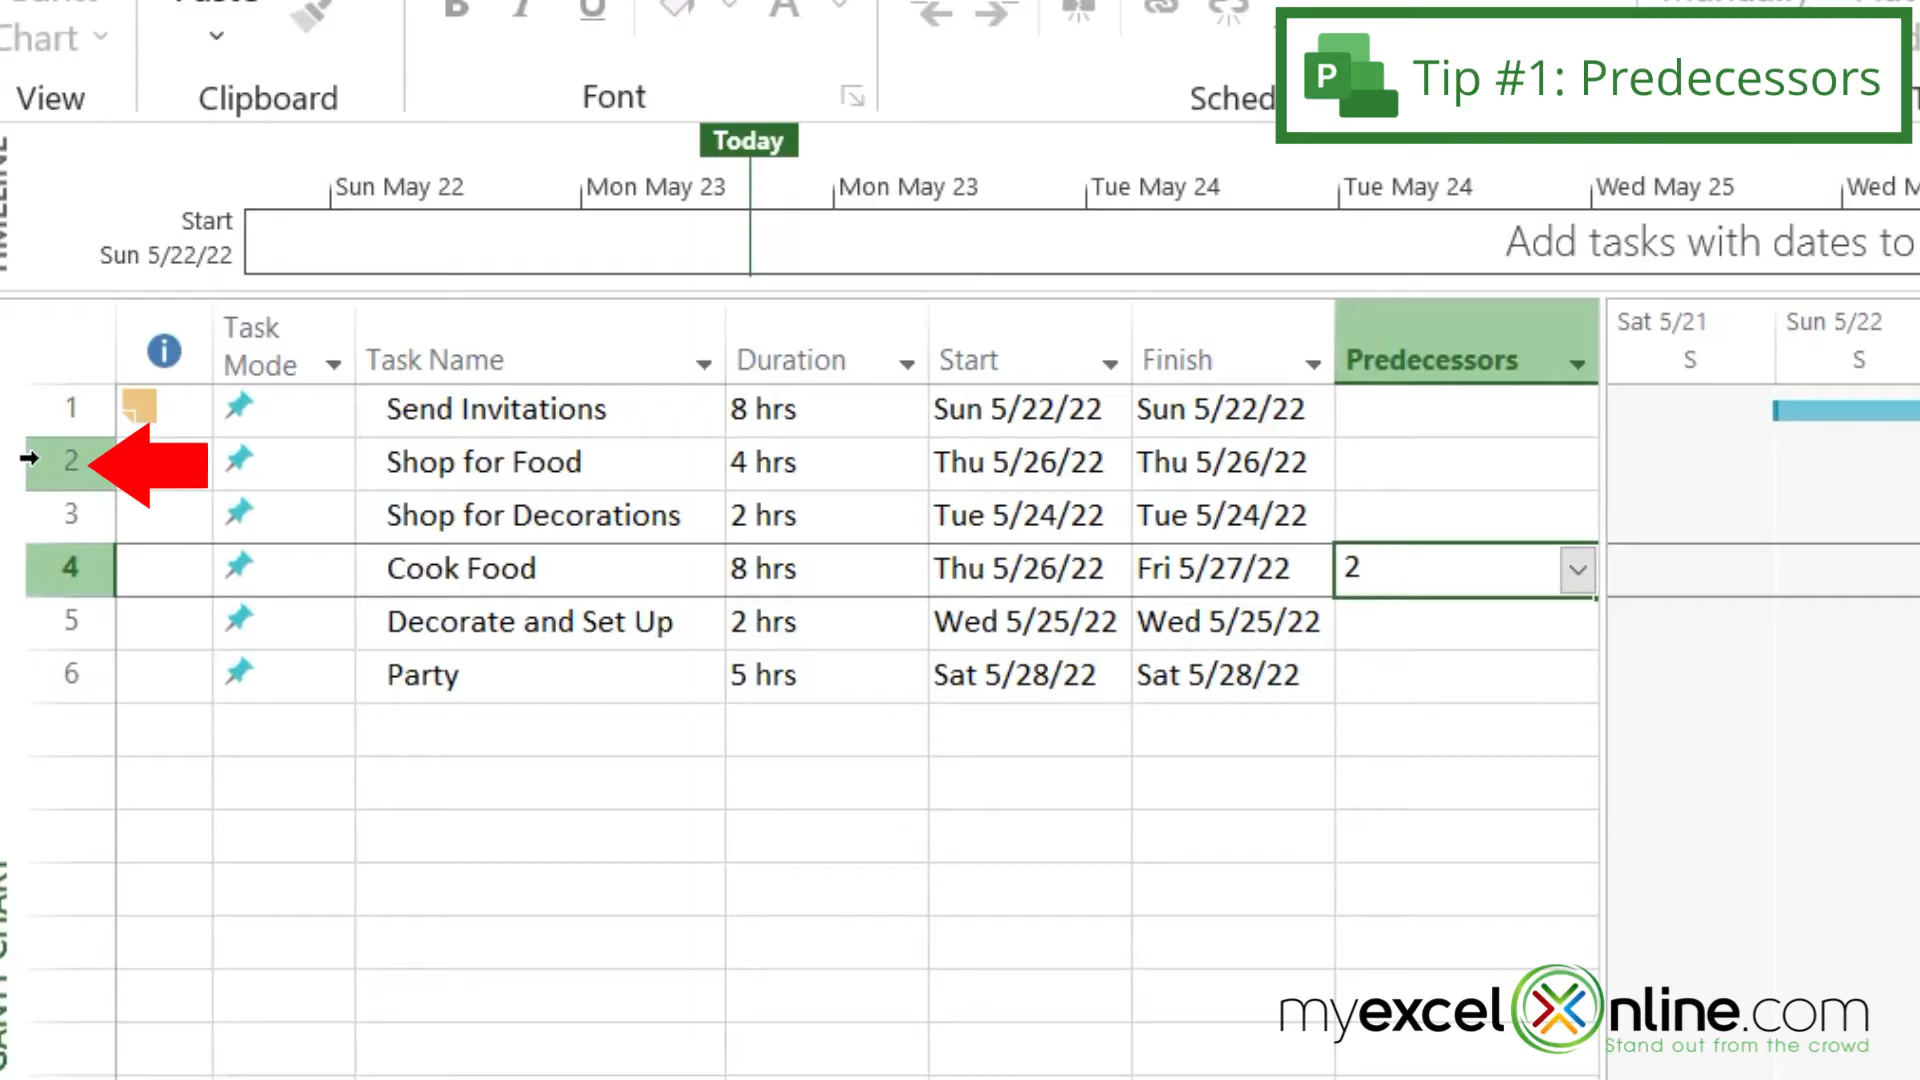 Chart
B I U A
View Clipboard Font Sched
P Tip #1: Predecessors
Today
Sun May 22 Mon May 23 Mon May 23 Tue May 24 Tue May 24 Wed May 25 Wed M
Start
Sun 5/22/22
Add tasks with dates to
TIMELINE
i Task Mode Task Name Duration Start Finish Predecessors Sat 5/21 Sun 5/22
S S
1 Send Invitations 8 hrs Sun 5/22/22 Sun 5/22/22
2 Shop for Food 4 hrs Thu 5/26/22 Thu 5/26/22
3 Shop for Decorations 2 hrs Tue 5/24/22 Tue 5/24/22
4 Cook Food 8 hrs Thu 5/26/22 Fri 5/27/22 2
5 Decorate and Set Up 2 hrs Wed 5/25/22 Wed 5/25/22
6 Party 5 hrs Sat 5/28/22 Sat 5/28/22
GANTT CHART
myexcelOnline.com
Stand out from the crowd